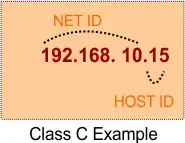 NET ID
192.168. 10.15
HOST ID
Class C Example